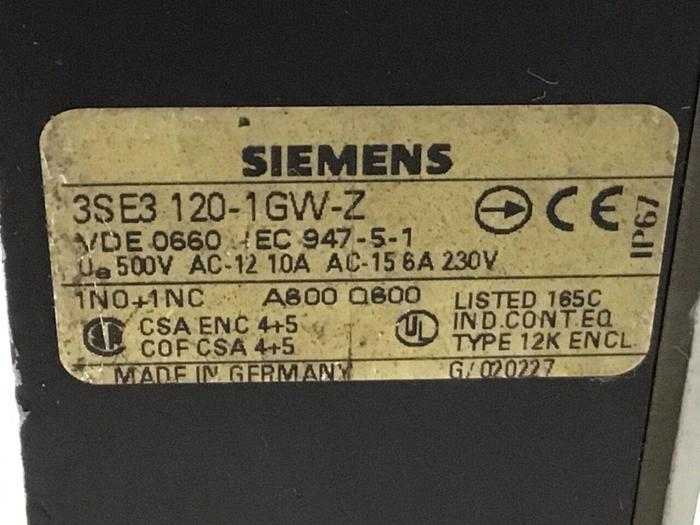 SIEMENS
3SE3 120-1GW-Z
CE
IP67
VDE 0660 IEC 947-5-1
Ue 500V AC-12 10A AC-15 6A 230V
1NO+1NC A600 Q600
LISTED 165C
CSA ENC 4+5
UL
IND.CONT.EQ
COF CSA 4+5
TYPE 12K ENCL
MADE IN GERMANY G/020227